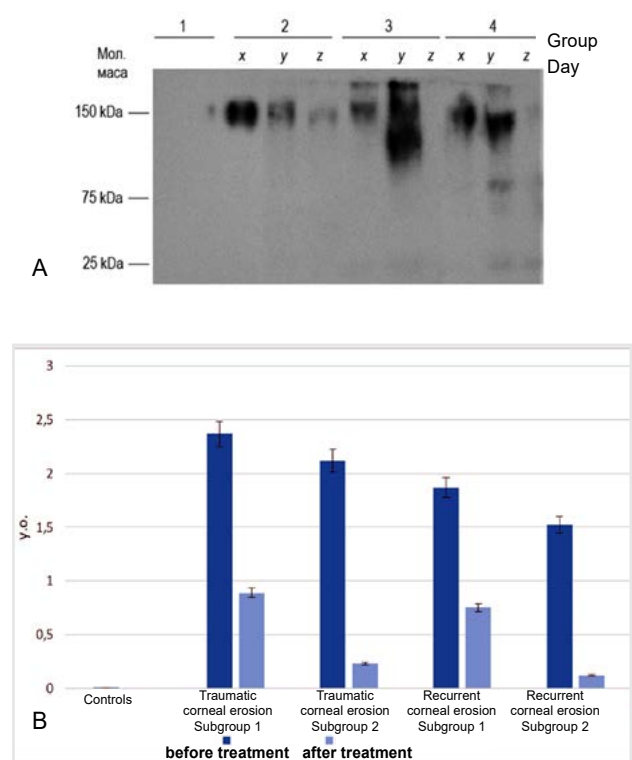 1 2 3 4 Group
Мол. x y z x y z x y z Day
маса
150 kDa
75 kDa
25 kDa
A
3
2,5
2
1,5
1
0,5
0
y.o.
Controls
Traumatic corneal erosion Subgroup 1
Traumatic corneal erosion Subgroup 2
Recurrent corneal erosion Subgroup 1
Recurrent corneal erosion Subgroup 2
B
before treatment after treatment